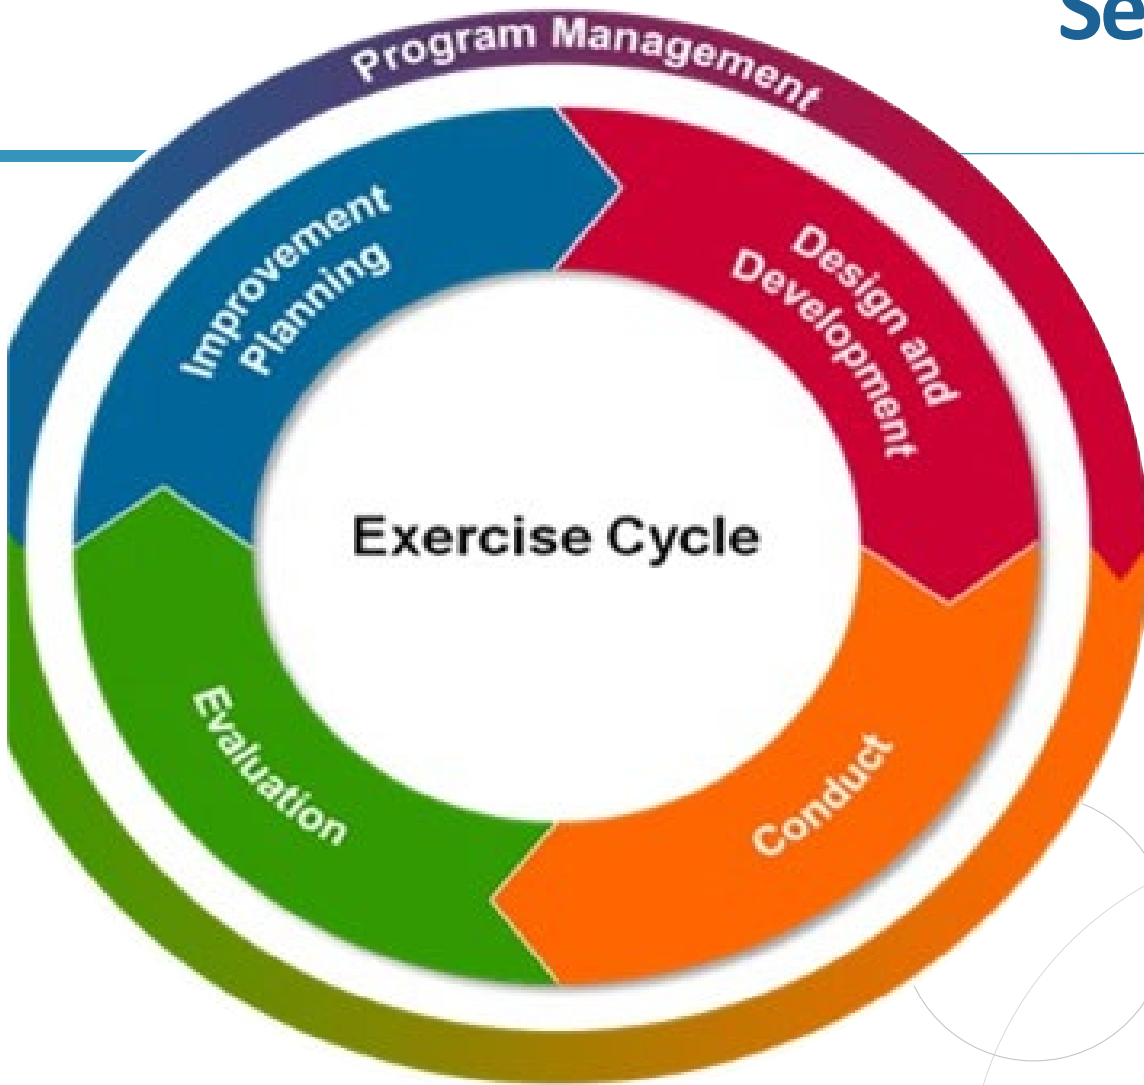 Se
Program Management
Improvement
Planning
Design and
Development
Exercise Cycle
Evaluation
Conduct